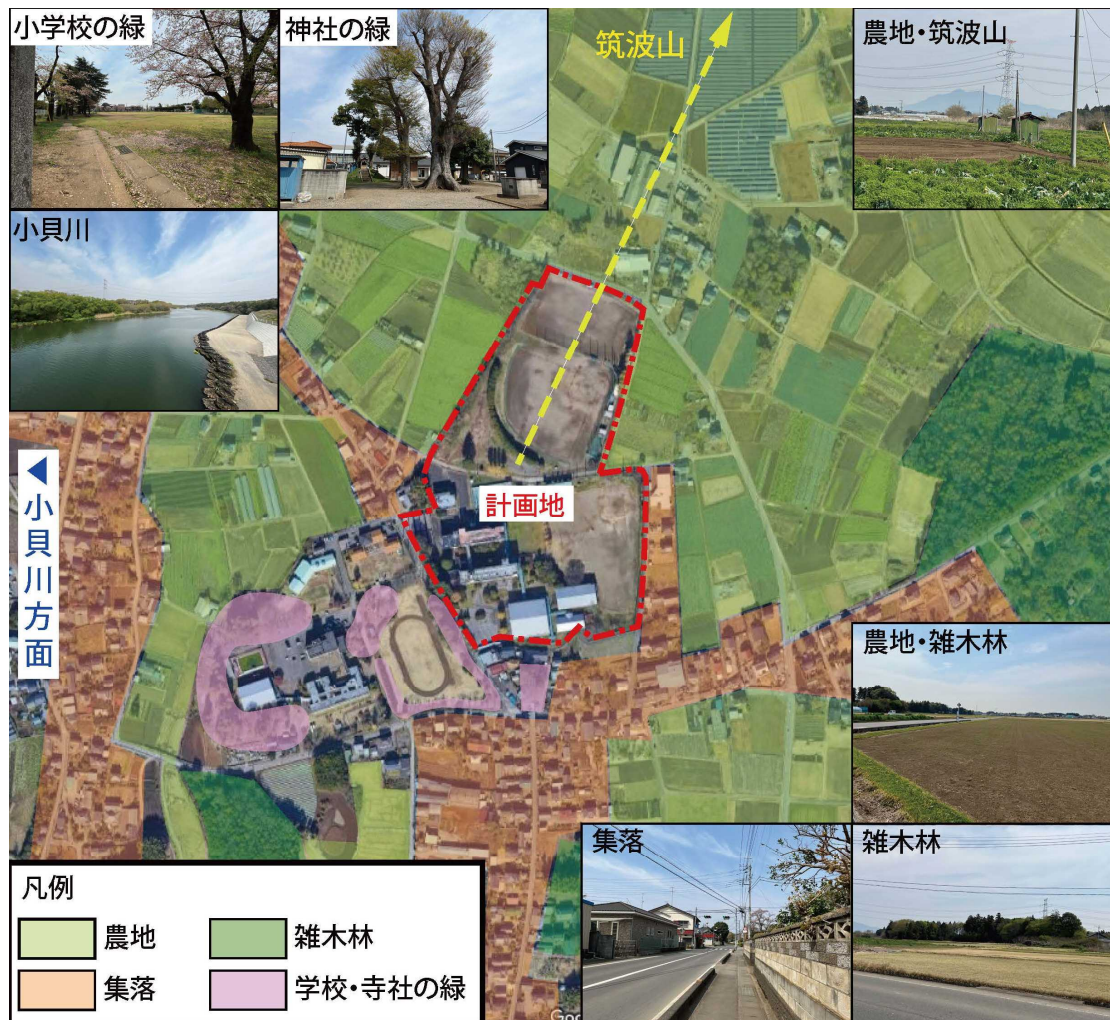 小学校の緑
神社の緑
筑波山
農地・筑波山
小貝川
計画地
◀小貝川方面
農地・雑木林
集落
雑木林
凡例
農地
雑木林
集落
学校・寺社の緑
Goo